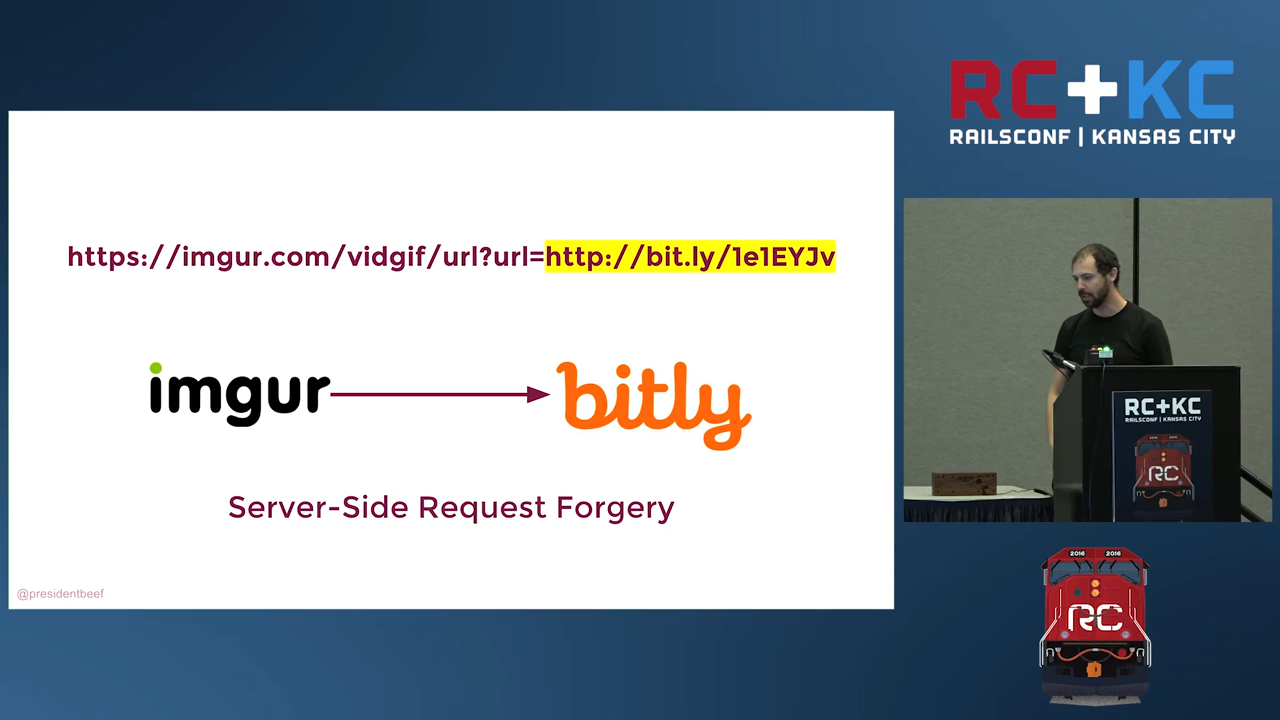 RC+KC
RAILSCONF | KANSAS CITY
https://imgur.com/vidgif/url?url=http://bit.ly/1e1EYJv
imgur
bitly
Server-Side Request Forgery
@presidentbeef
RC+KC
RAILSCONF | KANSAS CITY
RC
2016 2016
RC